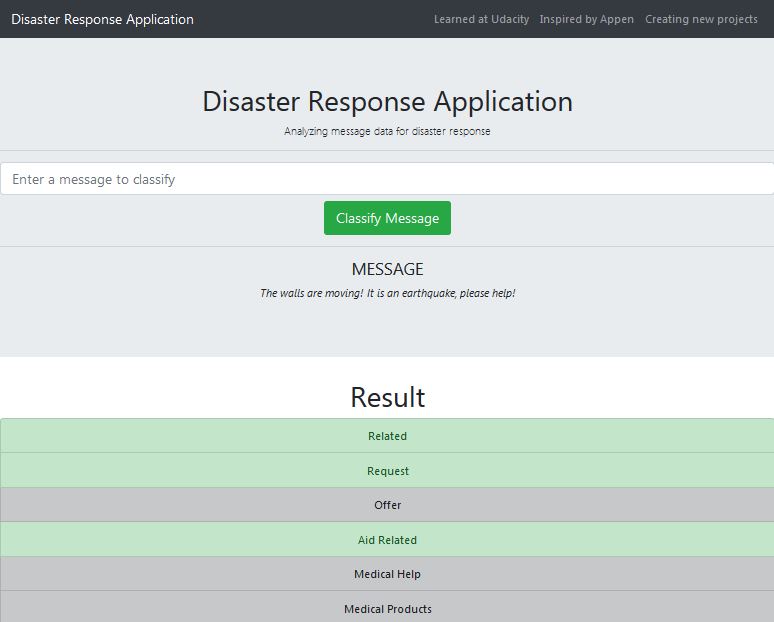 Disaster Response Application Learned at Udacity Inspired by Appen Creating new projects
Disaster Response Application
Analyzing message data for disaster response
Enter a message to classify
Classify Message
MESSAGE
The walls are moving! It is an earthquake, please help!
Result
Related
Request
Offer
Aid Related
Medical Help
Medical Products